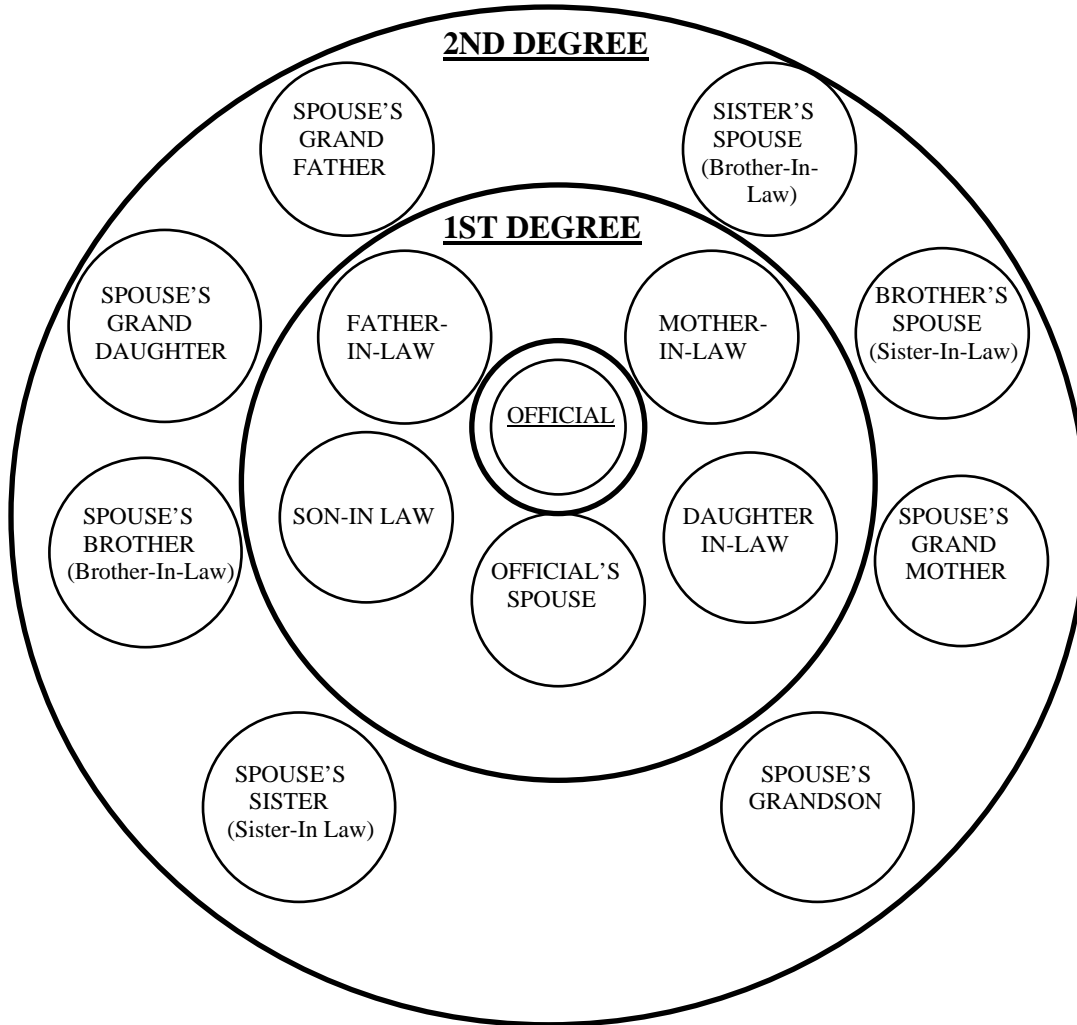 2ND DEGREE
SPOUSE’S
GRAND
FATHER
SISTER’S
SPOUSE
(Brother-In-
Law)
1ST DEGREE
SPOUSE’S
GRAND
DAUGHTER
FATHER-
IN-LAW
MOTHER-
IN-LAW
BROTHER’S
SPOUSE
(Sister-In-Law)
OFFICIAL
SPOUSE’S
BROTHER
(Brother-In-Law)
SON-IN LAW
OFFICIAL’S
SPOUSE
DAUGHTER
IN-LAW
SPOUSE’S
GRAND
MOTHER
SPOUSE’S
SISTER
(Sister-In Law)
SPOUSE’S
GRANDSON